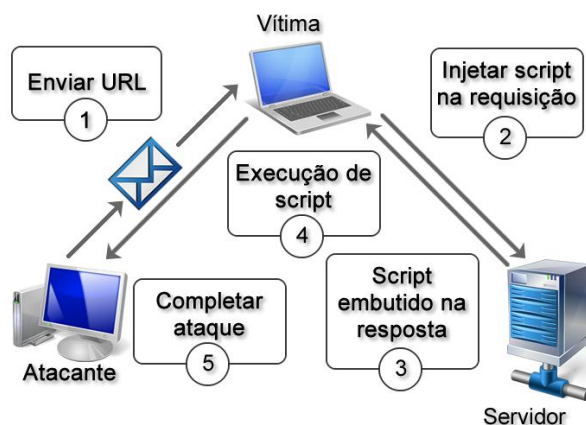 Vítima
Enviar URL
1
Injetar script
na requisição
2
Execução de
script
4
Script
embutido na
resposta
3
Completar
ataque
5
Atacante
Servidor